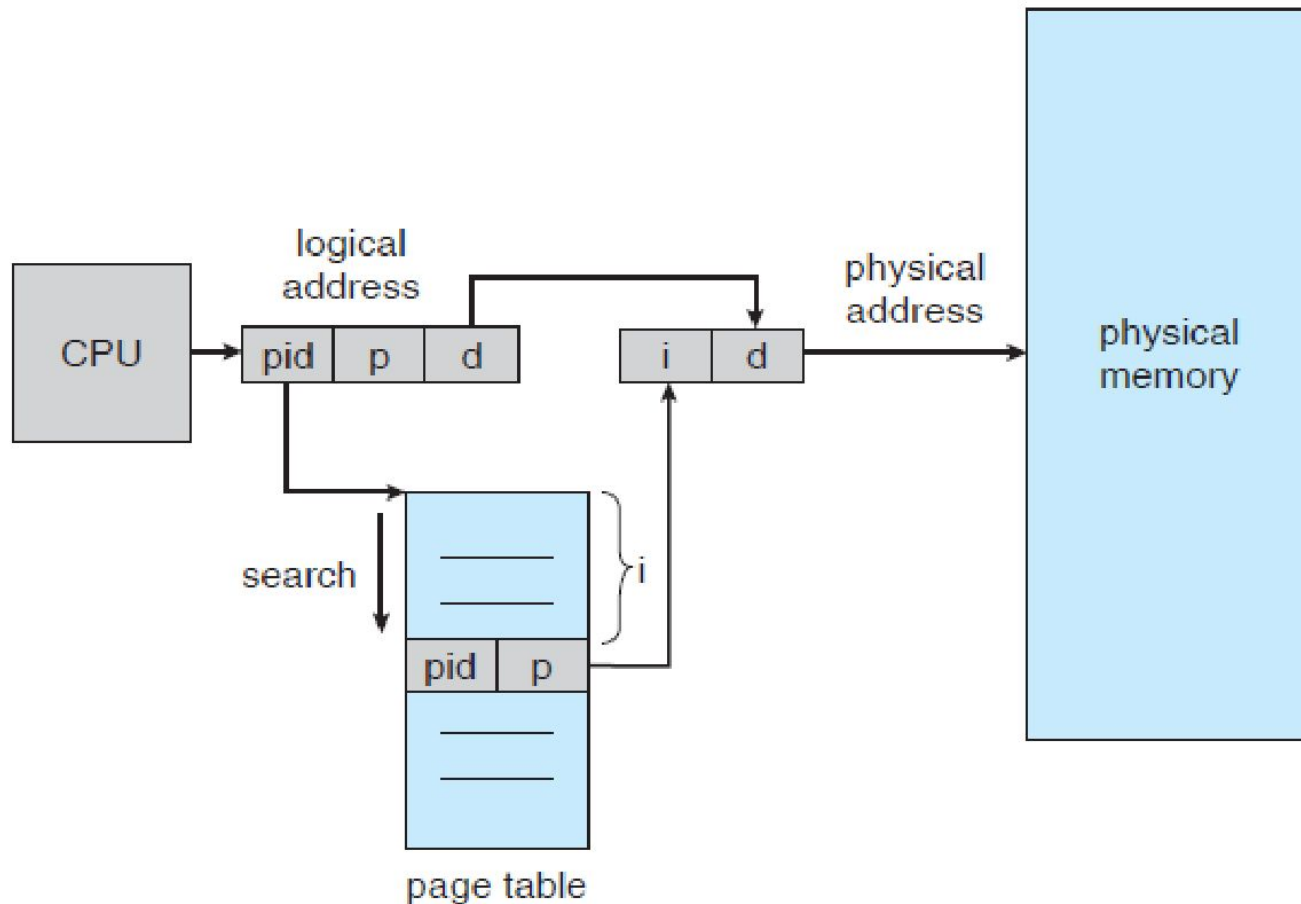 logical
address
CPU
pid
p
d
i
d
physical
address
physical
memory
search
i
pid
p
page table